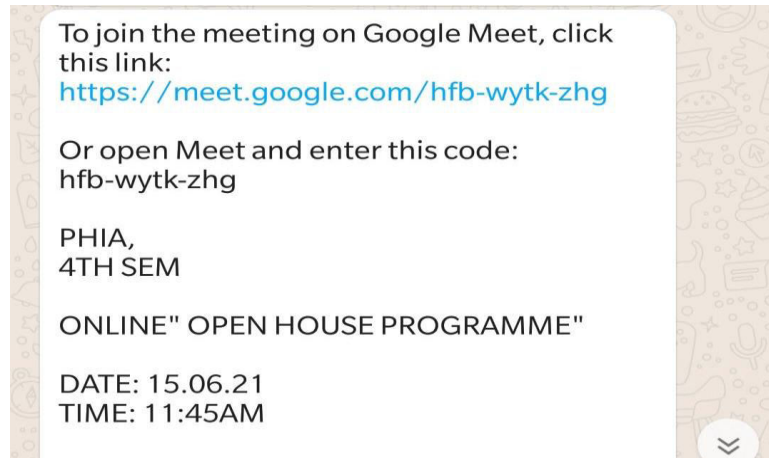 To join the meeting on Google Meet, click
this link:
https://meet.google.com/hfb-wytk-zhg
Or open Meet and enter this code:
hfb-wytk-zhg
PHIA,
4TH SEM
ONLINE" OPEN HOUSE PROGRAMME"
DATE: 15.06.21
TIME: 11:45AM